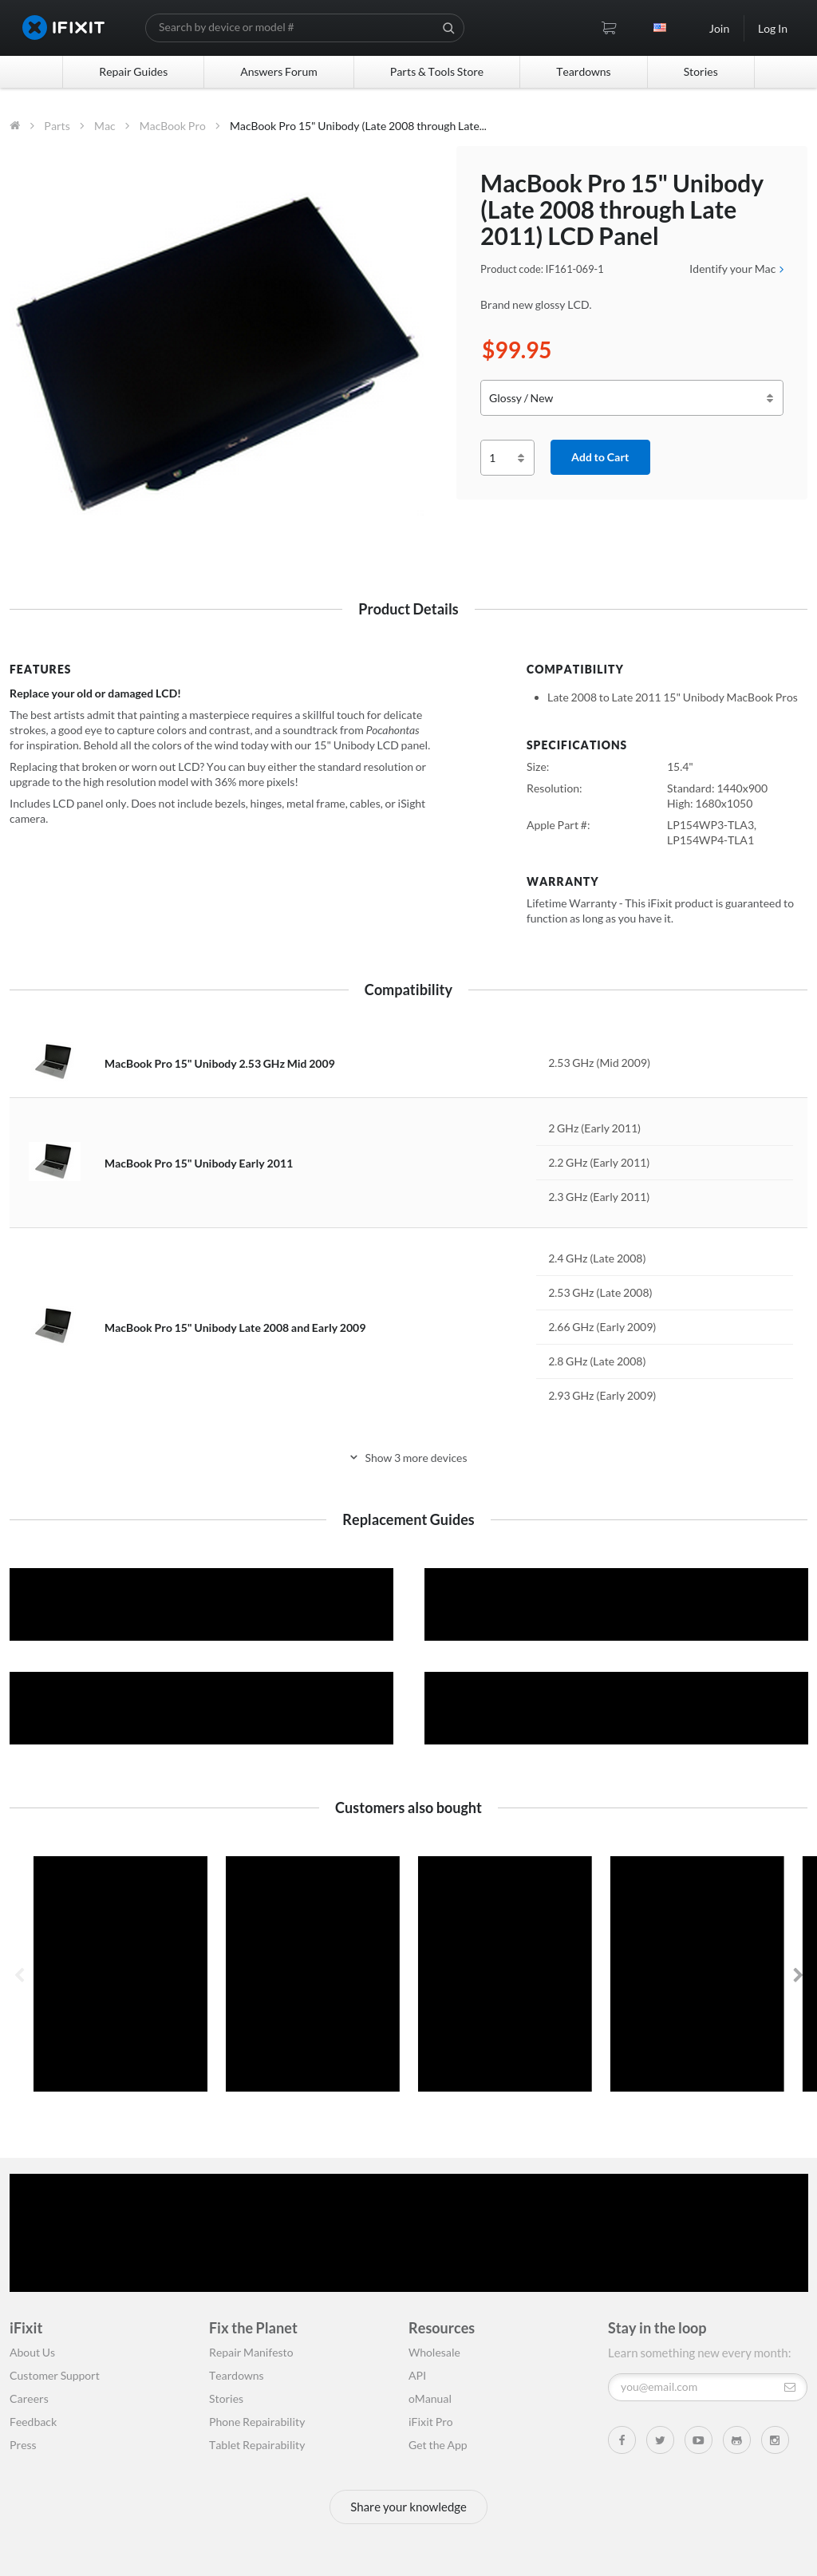 IFIXIT
Search by device or model #
Join
Log In
Repair Guides
Answers Forum
Parts & Tools Store
Teardowns
Stories
Parts
Mac
MacBook Pro
MacBook Pro 15" Unibody (Late 2008 through Late...
MacBook Pro 15" Unibody
(Late 2008 through Late
2011) LCD Panel
Product code: IF161-069-1
Identify your Mac
Brand new glossy LCD.
$99.95
Glossy / New
1
Add to Cart
Product Details
FEATURES
Replace your old or damaged LCD!
The best artists admit that painting a masterpiece requires a skillful touch for delicate
strokes, a good eye to capture colors and contrast, and a soundtrack from Pocahontas
for inspiration. Behold all the colors of the wind today with our 15" Unibody LCD panel.
Replacing that broken or worn out LCD? You can buy either the standard resolution or
upgrade to the high resolution model with 36% more pixels!
Includes LCD panel only. Does not include bezels, hinges, metal frame, cables, or iSight
camera.
COMPATIBILITY
Late 2008 to Late 2011 15" Unibody MacBook Pros
SPECIFICATIONS
Size:
15.4"
Resolution:
Standard: 1440x900
High: 1680x1050
Apple Part #:
LP154WP3-TLA3,
LP154WP4-TLA1
WARRANTY
Lifetime Warranty - This iFixit product is guaranteed to
function as long as you have it.
Compatibility
MacBook Pro 15" Unibody 2.53 GHz Mid 2009
2.53 GHz (Mid 2009)
MacBook Pro 15" Unibody Early 2011
2 GHz (Early 2011)
2.2 GHz (Early 2011)
2.3 GHz (Early 2011)
MacBook Pro 15" Unibody Late 2008 and Early 2009
2.4 GHz (Late 2008)
2.53 GHz (Late 2008)
2.66 GHz (Early 2009)
2.8 GHz (Late 2008)
2.93 GHz (Early 2009)
Show 3 more devices
Replacement Guides
Customers also bought
iFixit
About Us
Customer Support
Careers
Feedback
Press
Fix the Planet
Repair Manifesto
Teardowns
Stories
Phone Repairability
Tablet Repairability
Resources
Wholesale
API
oManual
iFixit Pro
Get the App
Stay in the loop
Learn something new every month:
you@email.com
Share your knowledge